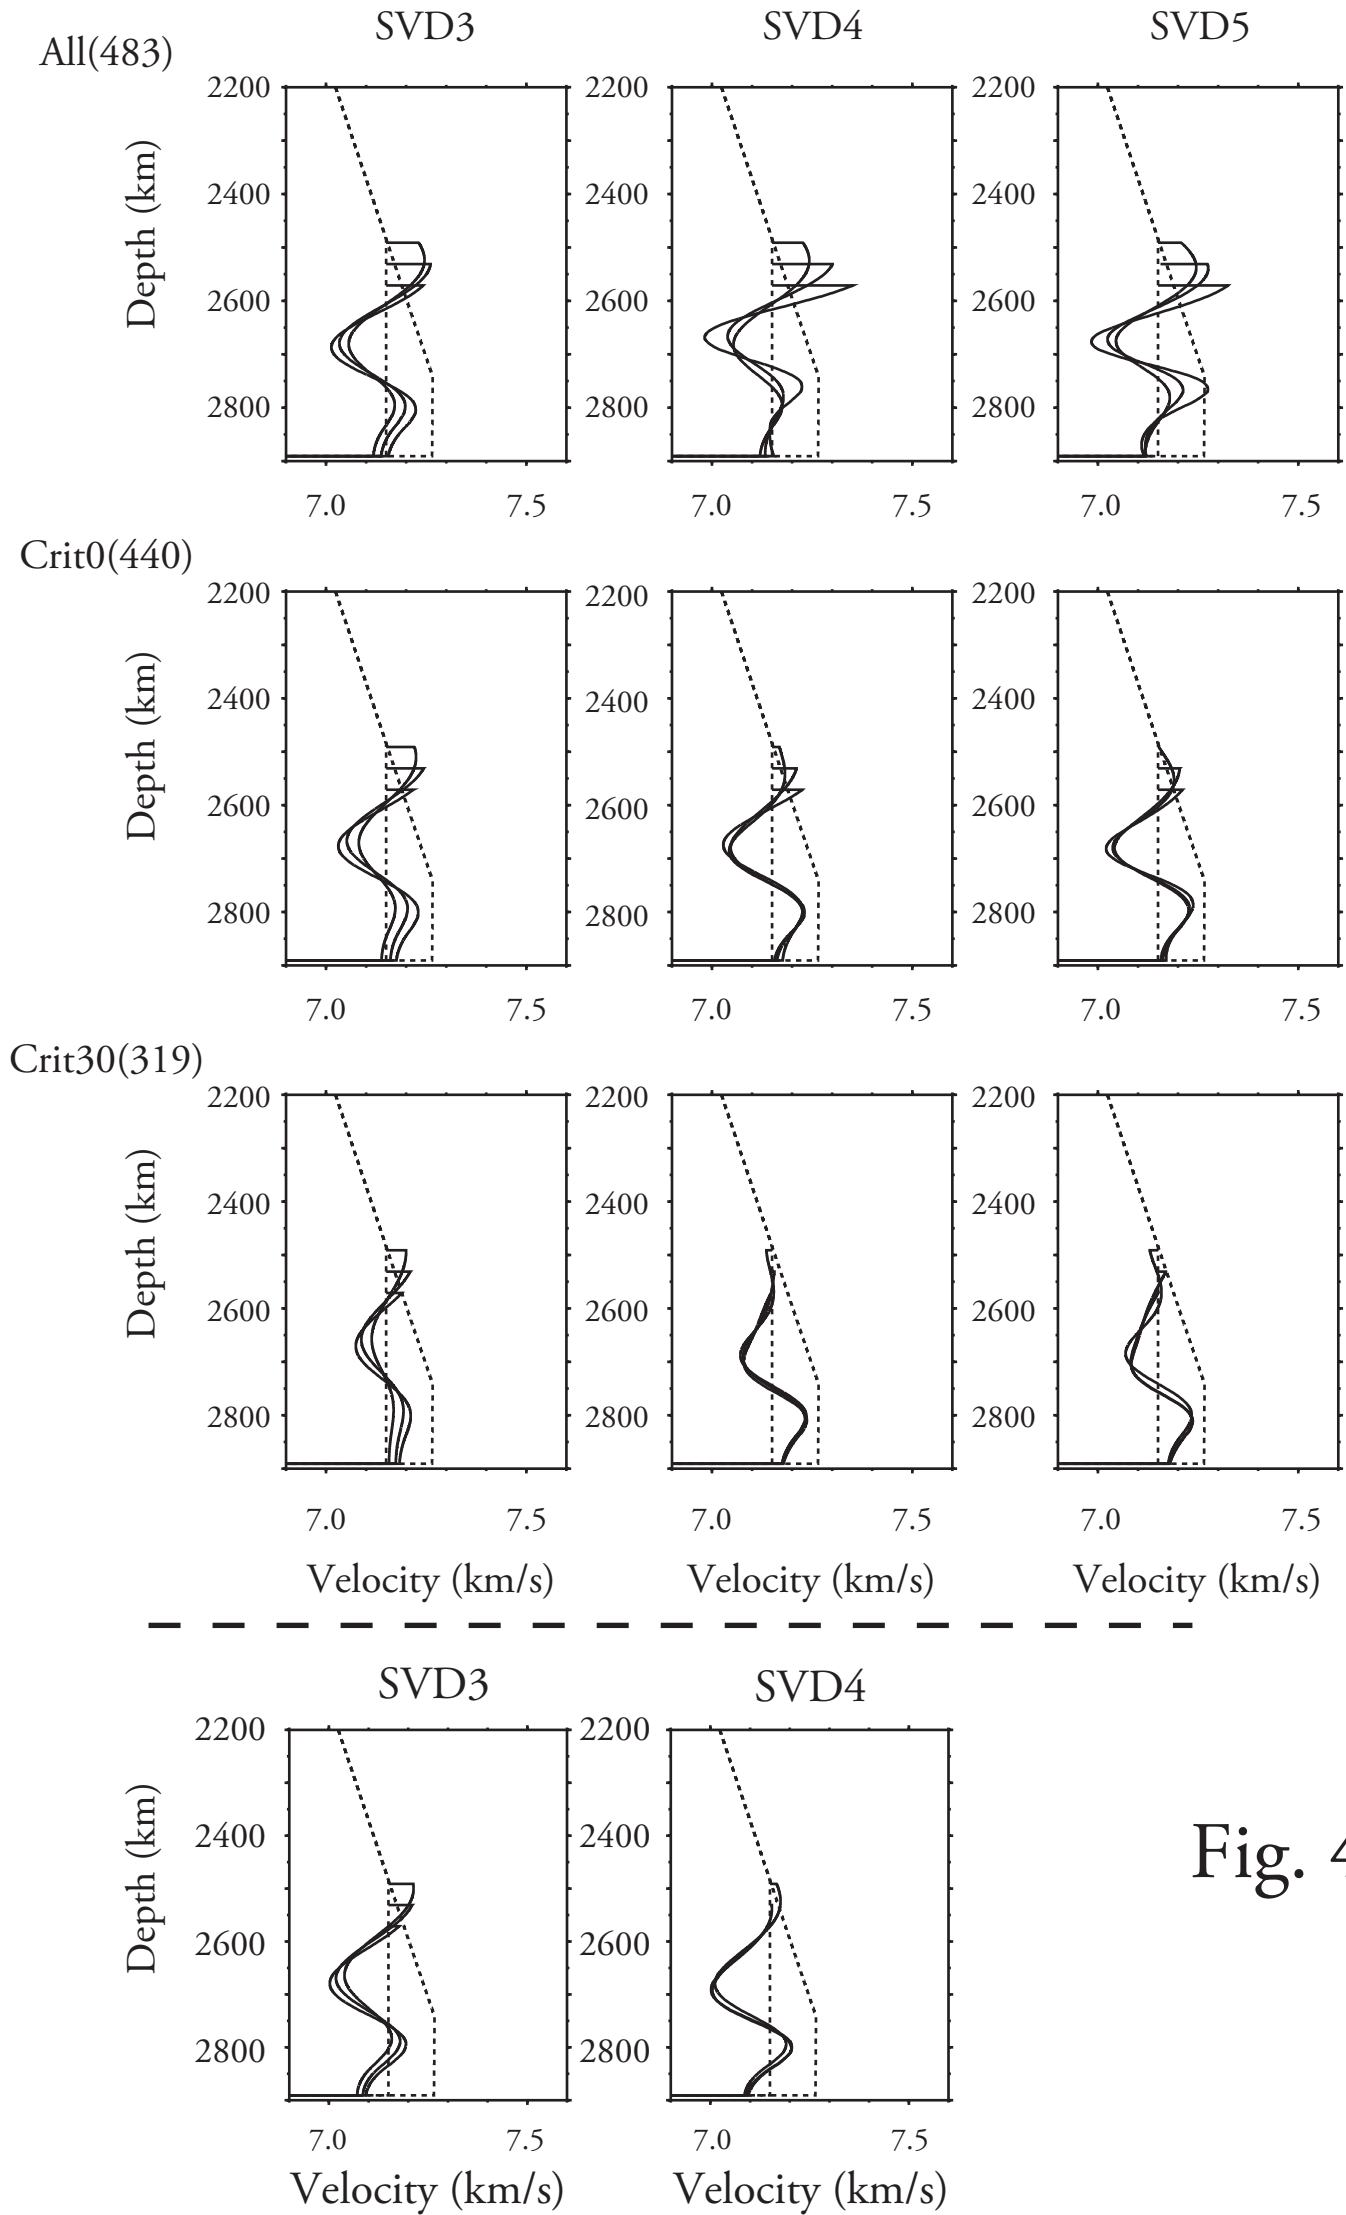 SVD3 SVD4 SVD5
All(483)
2200 2200 2200
2400 2400 2400
2600 2600 2600
2800 2800 2800
Depth (km)
7.0 7.5 7.0 7.5 7.0 7.5
Crit0(440)
2200 2200 2200
2400 2400 2400
2600 2600 2600
2800 2800 2800
Depth (km)
7.0 7.5 7.0 7.5 7.0 7.5
Crit30(319)
2200 2200 2200
2400 2400 2400
2600 2600 2600
2800 2800 2800
Depth (km)
7.0 7.5 7.0 7.5 7.0 7.5
Velocity (km/s) Velocity (km/s) Velocity (km/s)
SVD3 SVD4
2200 2200
2400 2400
2600 2600
2800 2800
Depth (km)
7.0 7.5 7.0 7.5
Velocity (km/s) Velocity (km/s)
Fig. 4